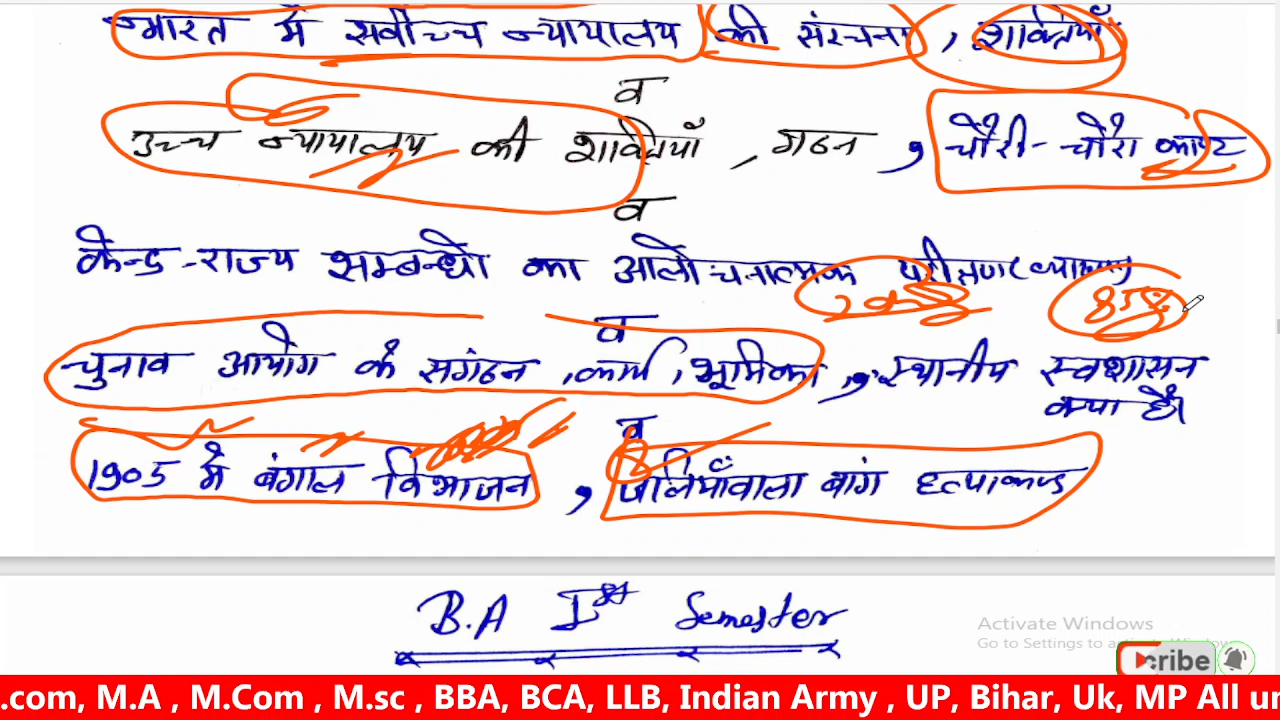 भारत में सर्वोच्च न्यायालय की संरचना, शक्तियाँ
व
उच्च न्यायालय की शक्तियाँ, गठन, चौरी-चौरा काण्ड
व
केन्द्र-राज्य सम्बन्धो का आलोचनात्मक
व
चुनाव आयोग के संगठन, कार्य, भूमिका, स्थानीय स्वशासन
क्या है।
व
1905 मे बंगाल विभाजन, जलियाँवाला बाग हत्याकाण्ड
B.A Ist Semester
Activate Windows
Go to Settings to
cribe
.com, M.A , M.Com , M.sc , BBA, BCA, LLB, Indian Army , UP, Bihar, Uk, MP All un